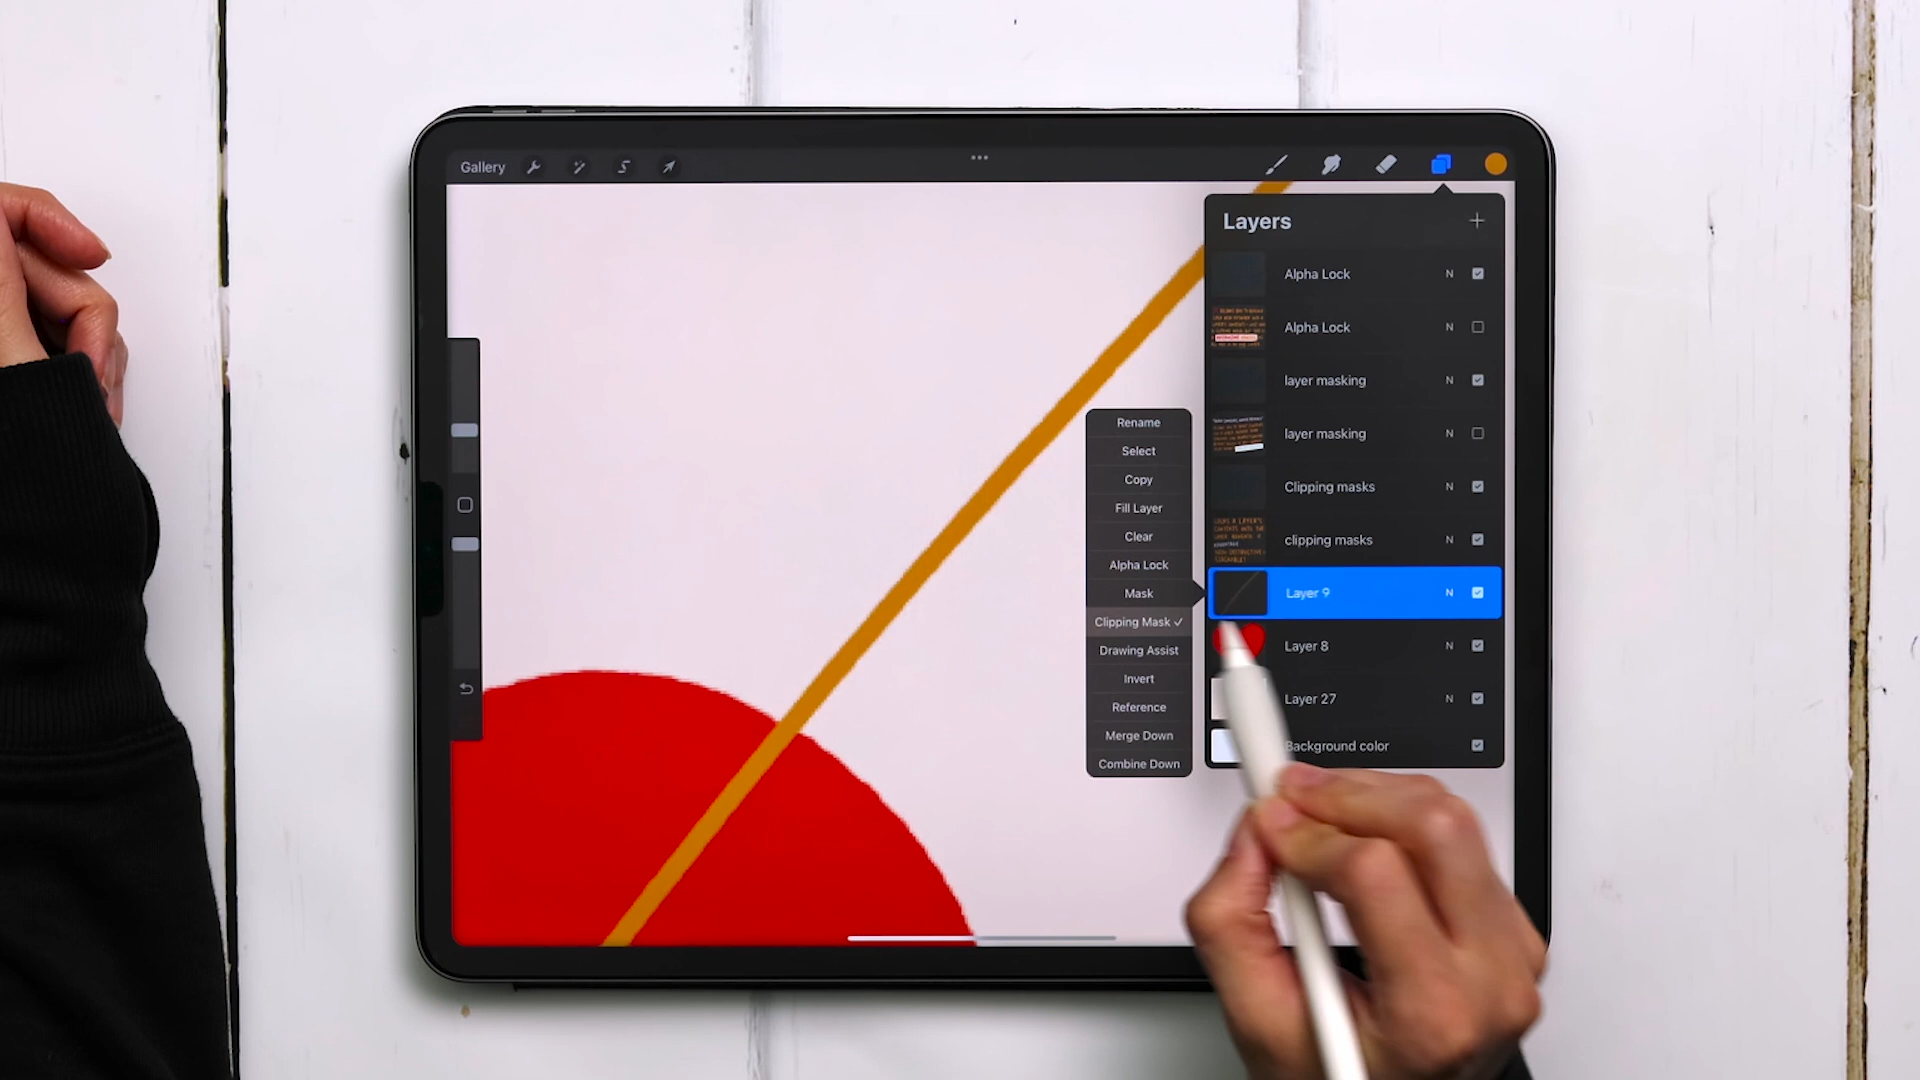 Gallery
Layers
Alpha Lock N
Alpha Lock N
layer masking N
layer masking N
Clipping masks N
clipping masks N
Layer 9 N
Layer 8 N
Layer 27 N
Background color
Rename
Select
Copy
Fill Layer
Clear
Alpha Lock
Mask
Clipping Mask ✓
Drawing Assist
Invert
Reference
Merge Down
Combine Down